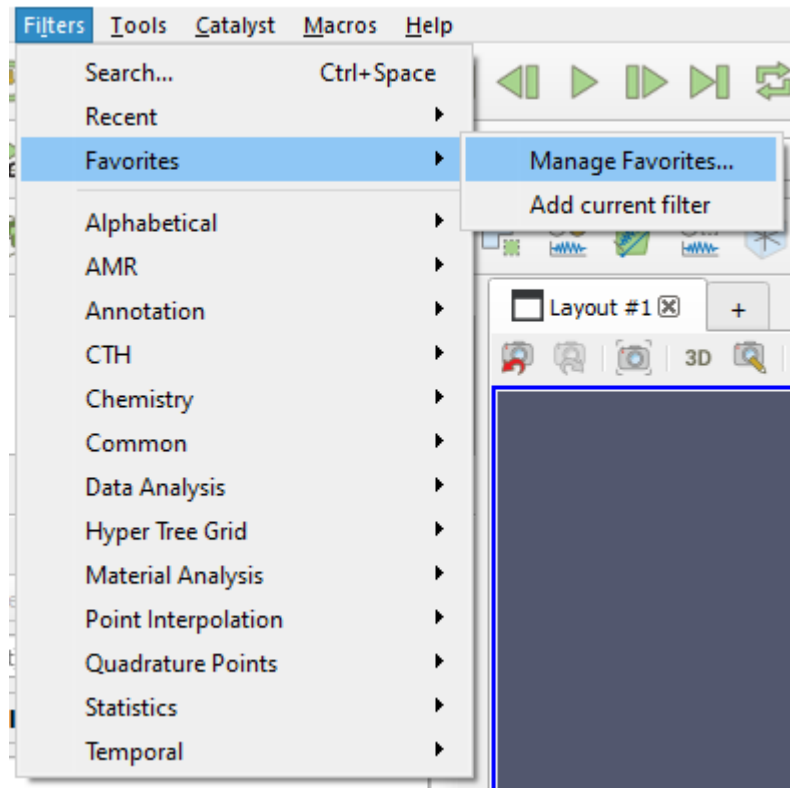 Filters Tools Catalyst Macros Help
Search... Ctrl+Space
Recent
Favorites
Manage Favorites...
Add current filter
Alphabetical
AMR
Annotation
Layout #1
+
CTH
3D
Chemistry
Common
Data Analysis
Hyper Tree Grid
Material Analysis
Point Interpolation
Quadrature Points
Statistics
Temporal